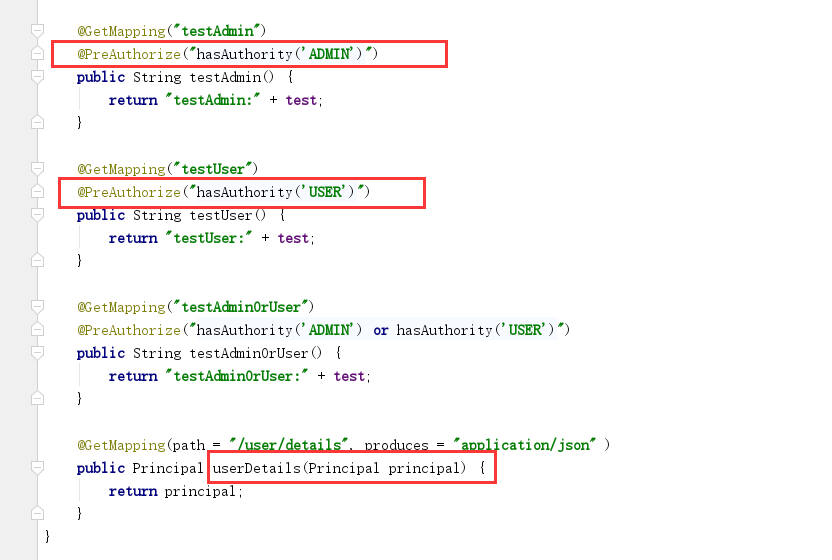 @GetMapping("testAdmin")
@PreAuthorize("hasAuthority('ADMIN')")
public String testAdmin() {
return "testAdmin:" + test;
}
@GetMapping("testUser")
@PreAuthorize("hasAuthority('USER')")
public String testUser() {
return "testUser:" + test;
}
@GetMapping("testAdminOrUser")
@PreAuthorize("hasAuthority('ADMIN') or hasAuthority('USER')")
public String testAdminOrUser() {
return "testAdminOrUser:" + test;
}
@GetMapping(path = "/user/details", produces = "application/json" )
public Principal userDetails(Principal principal) {
return principal;
}
}